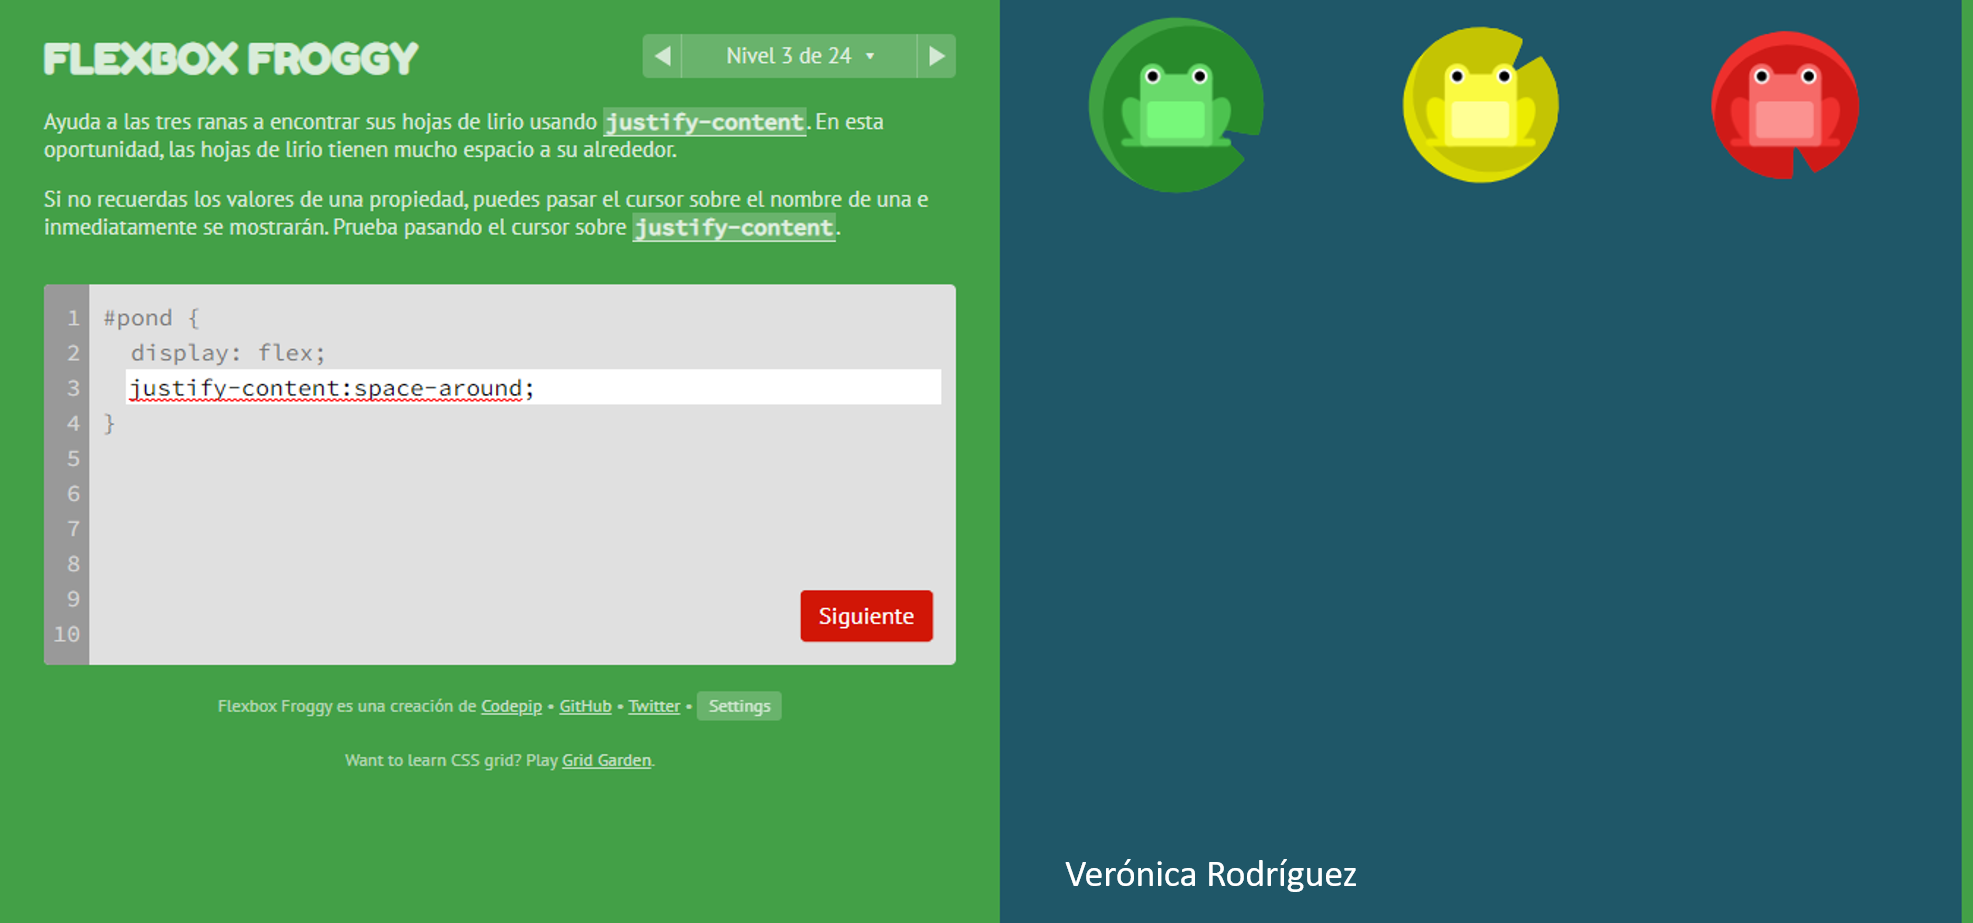 FLEXBOX FROGGY
Nivel 3 de 24
Ayuda a las tres ranas a encontrar sus hojas de lirio usando justify-content. En esta
oportunidad, las hojas de lirio tienen mucho espacio a su alrededor.
Si no recuerdas los valores de una propiedad, puedes pasar el cursor sobre el nombre de una e
inmediatamente se mostrarán. Prueba pasando el cursor sobre justify-content.
1 #pond {
2 display: flex;
3 justify-content:space-around;
4 }
5
6
7
8
9
10
Siguiente
Flexbox Froggy es una creación de Codepip • GitHub • Twitter • Settings
Want to learn CSS grid? Play Grid Garden.
Verónica Rodríguez